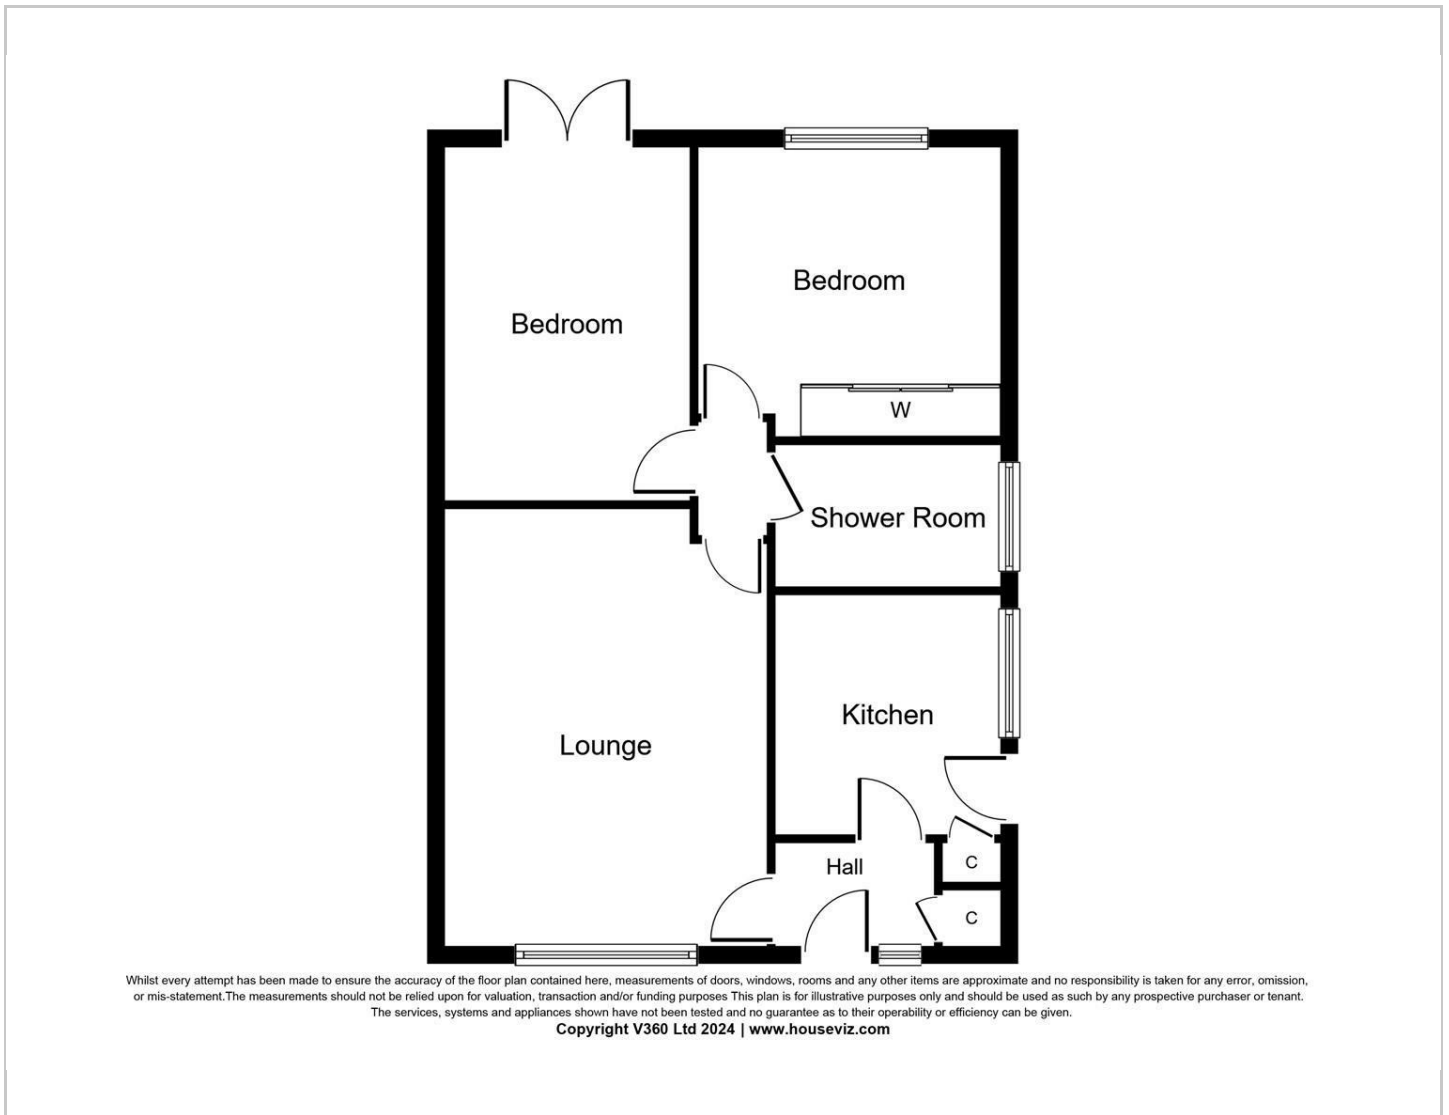 Bedroom
Bedroom
W
Shower Room
Kitchen
Lounge
Hall
C
C
Whilst every attempt has been made to ensure the accuracy of the floor plan contained here, measurements of doors, windows, rooms and any other items are approximate and no responsibility is taken for any error, omission,
or mis-statement.The measurements should not be relied upon for valuation, transaction and/or funding purposes This plan is for illustrative purposes only and should be used as such by any prospective purchaser or tenant.
The services, systems and appliances shown have not been tested and no guarantee as to their operability or efficiency can be given.
Copyright V360 Ltd 2024 | www.houseviz.com